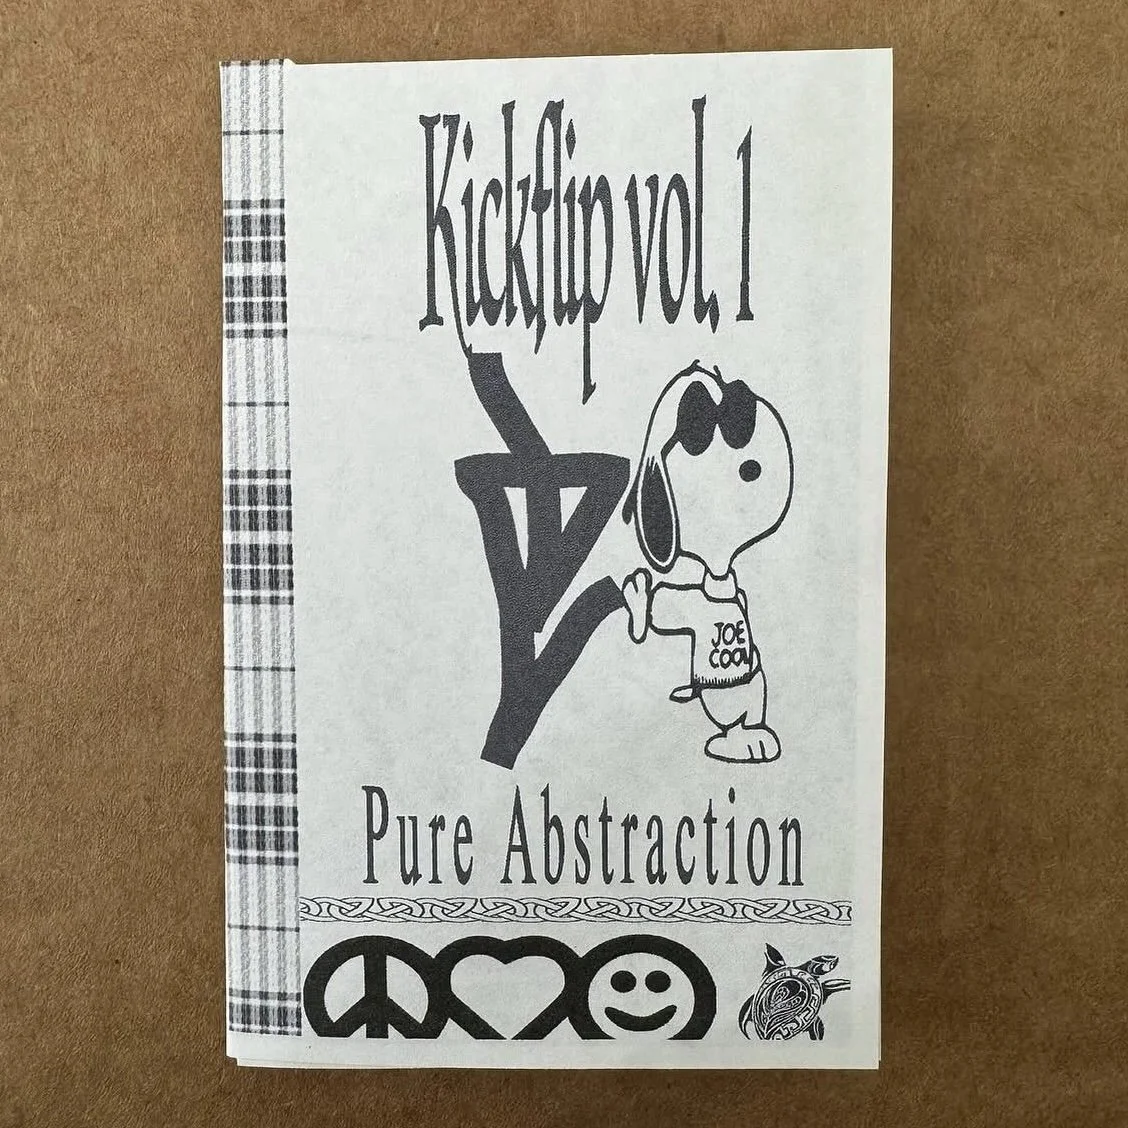 Kickflip vol. 1
JOE
COOL
Pure Abstraction